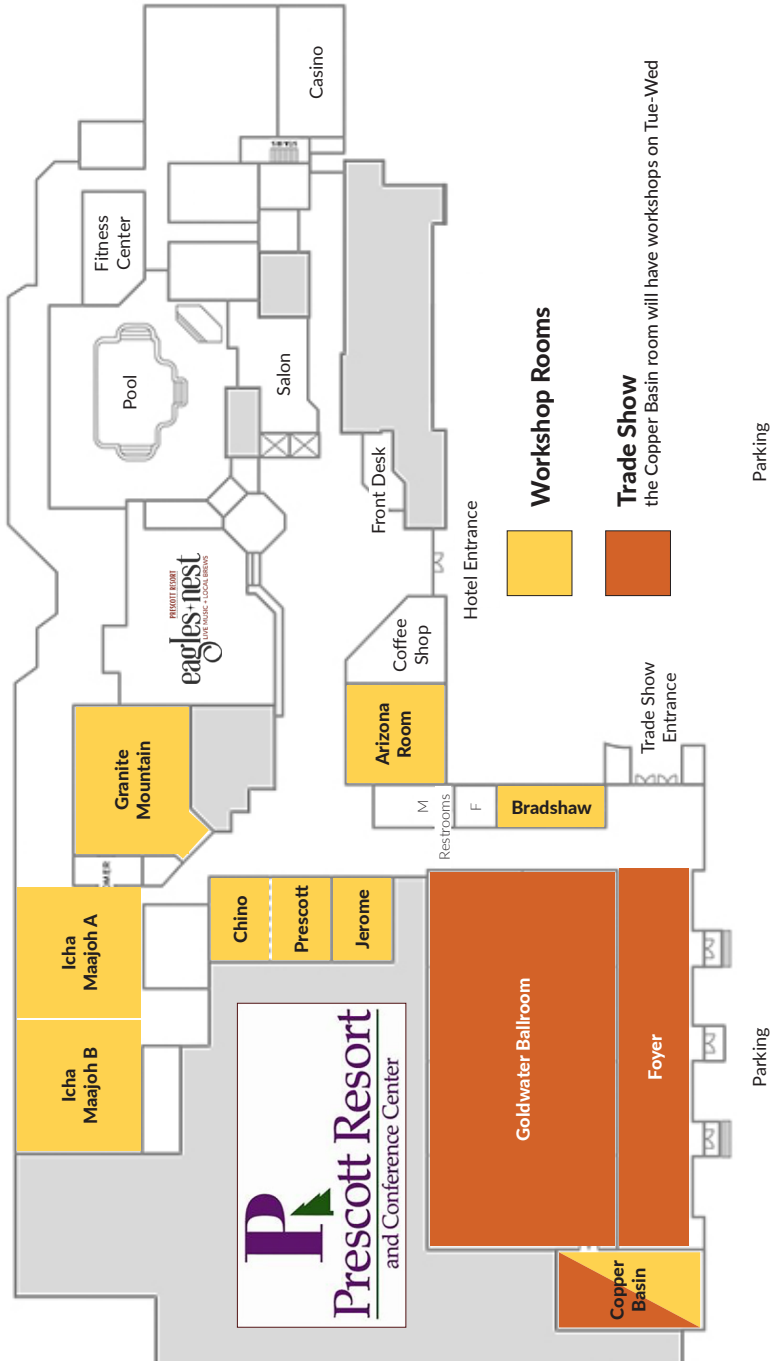 Casino
STAIRS
Fitness
Center
Pool
Salon
Front Desk
Hotel Entrance
PRESCOTT RESORT
eagles+nest
LIVE MUSIC + LOCAL BREWS
Coffee
Shop
Arizona
Room
Granite
Mountain
M
Restrooms
F
Bradshaw
Trade Show
Entrance
Icha
Maajoh A
Icha
Maajoh B
Chino
Prescott
Jerome
Goldwater Ballroom
Foyer
Copper
Basin
P
Prescott Resort
and Conference Center
Workshop Rooms
Trade Show
the Copper Basin room will have workshops on Tue-Wed
Parking
Parking